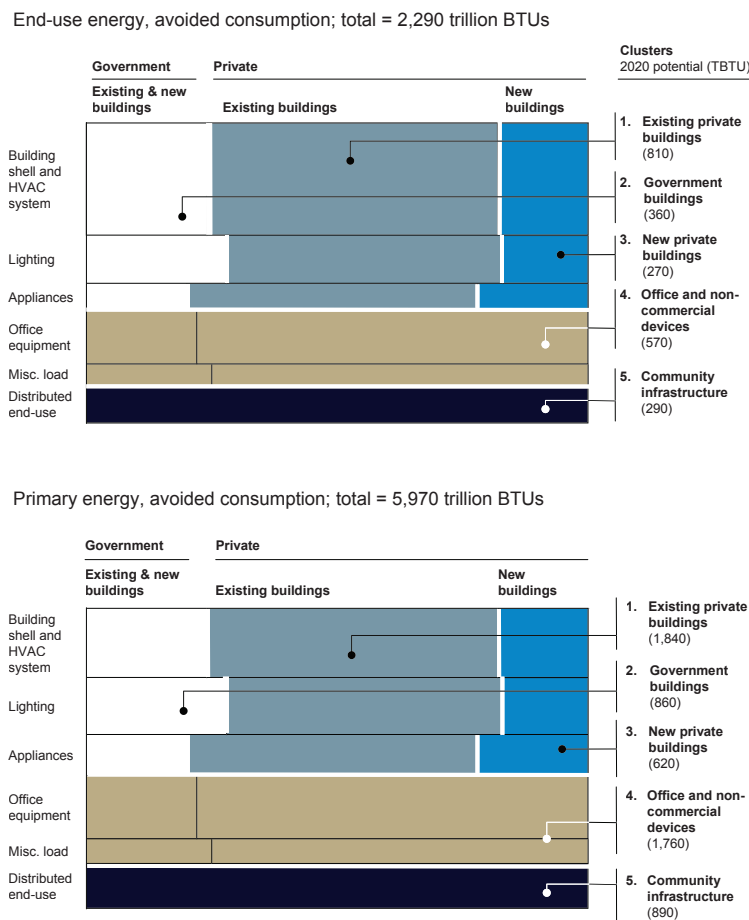 End-use energy, avoided consumption; total = 2,290 trillion BTUs
Clusters
2020 potential (TBTU)
Government
Private
Existing & new
buildings
Existing buildings
New
buildings
Building
shell and
HVAC
system
Lighting
Appliances
Office
equipment
Misc. load
Distributed
end-use
1. Existing private
buildings
(810)
2. Government
buildings
(360)
3. New private
buildings
(270)
4. Office and non-
commercial
devices
(570)
5. Community
infrastructure
(290)
Primary energy, avoided consumption; total = 5,970 trillion BTUs
Government
Private
Existing & new
buildings
Existing buildings
New
buildings
Building
shell and
HVAC
system
Lighting
Appliances
Office
equipment
Misc. load
Distributed
end-use
1. Existing private
buildings
(1,840)
2. Government
buildings
(860)
3. New private
buildings
(620)
4. Office and non-
commercial
devices
(1,760)
5. Community
infrastructure
(890)